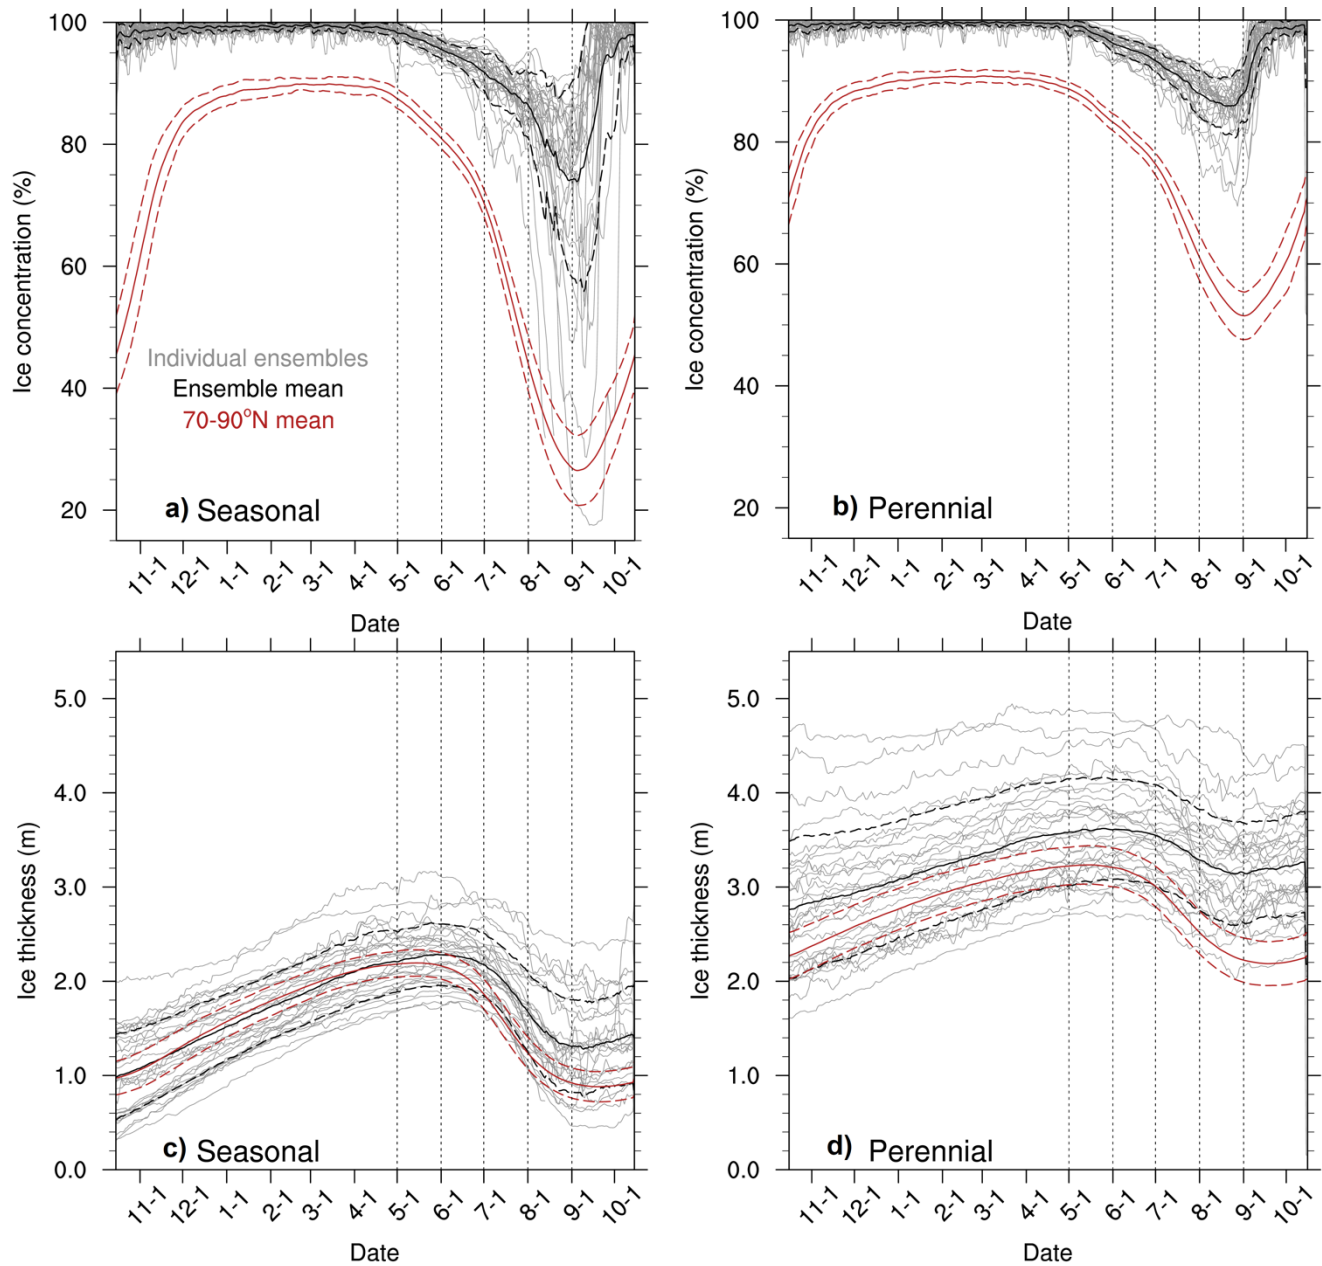 100
80
60
40
20
Ice concentration (%)
Individual ensembles
Ensemble mean
70-90°N mean
a) Seasonal
11-1 12-1 1-1 2-1 3-1 4-1 5-1 6-1 7-1 8-1 9-1 10-1
Date
100
80
60
40
20
Ice concentration (%)
b) Perennial
11-1 12-1 1-1 2-1 3-1 4-1 5-1 6-1 7-1 8-1 9-1 10-1
Date
5.0
4.0
3.0
2.0
1.0
0.0
Ice thickness (m)
c) Seasonal
11-1 12-1 1-1 2-1 3-1 4-1 5-1 6-1 7-1 8-1 9-1 10-1
Date
5.0
4.0
3.0
2.0
1.0
0.0
Ice thickness (m)
d) Perennial
11-1 12-1 1-1 2-1 3-1 4-1 5-1 6-1 7-1 8-1 9-1 10-1
Date